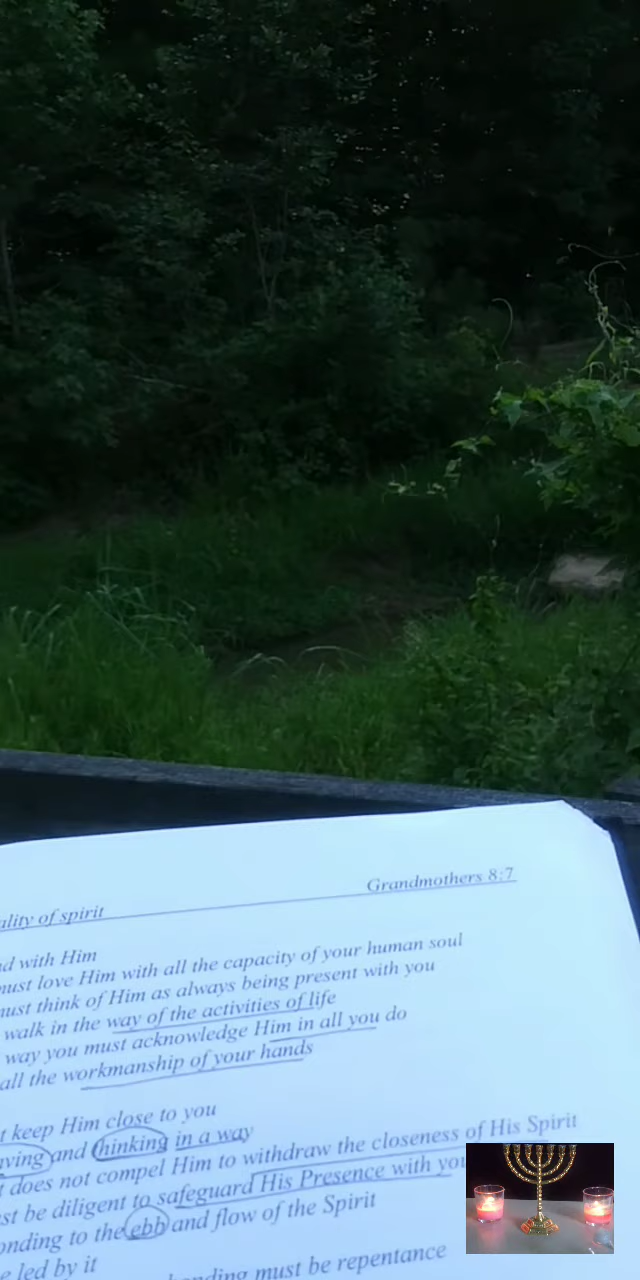 Grandmothers 8:7
ality of spirit
d with Him
must love Him with all the capacity of your human soul
must think of Him as always being present with you
walk in the way of the activities of life
way you must acknowledge Him in all you do
all the workmanship of your hands
t keep Him close to you
aving and thinking in a way
t does not compel Him to withdraw the closeness of His Spirit
st be diligent to safeguard His Presence with you
onding to the ebb and flow of the Spirit
e led by it
onding must be repentance